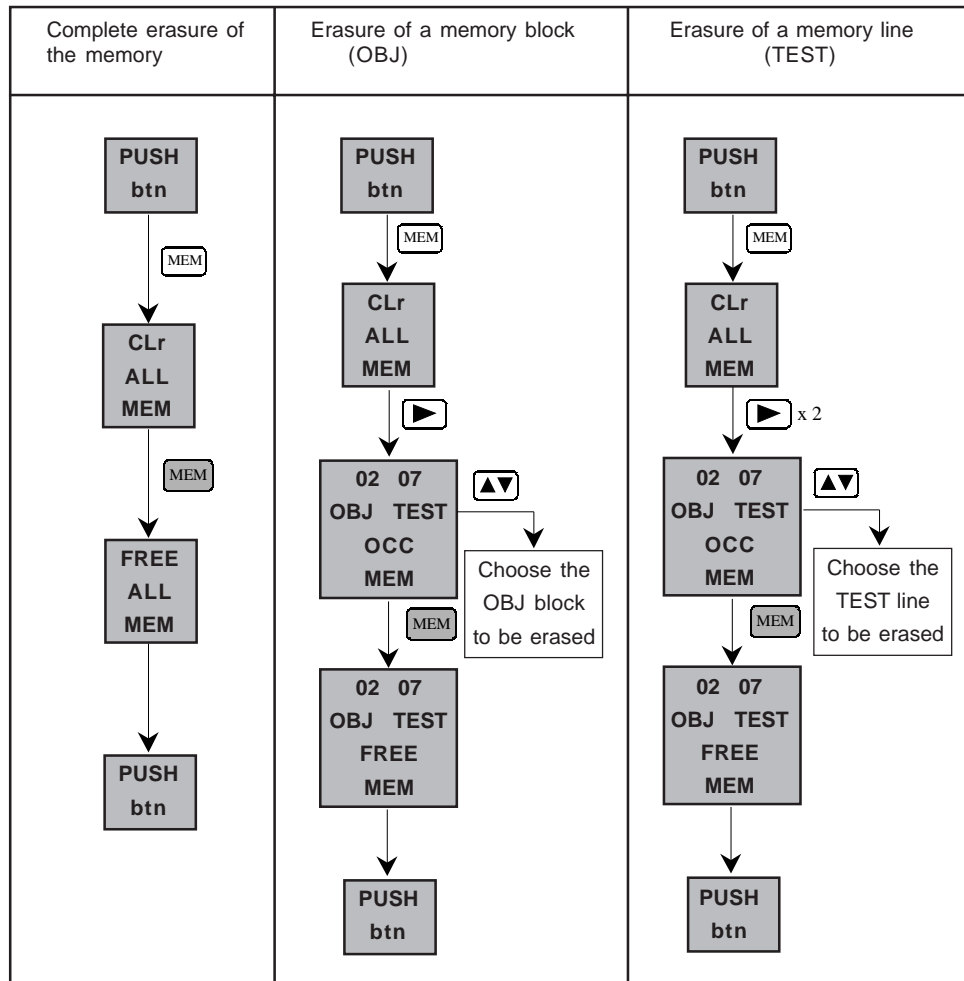 Complete erasure of
the memory
PUSH
btn
MEM
CLr
ALL
MEM
MEM
FREE
ALL
MEM
PUSH
btn
Erasure of a memory block
(OBJ)
PUSH
btn
MEM
CLr
ALL
MEM
02 07
OBJ TEST
OCC
MEM
Choose the
OBJ block
to be erased
MEM
02 07
OBJ TEST
FREE
MEM
PUSH
btn
Erasure of a memory line
(TEST)
PUSH
btn
MEM
CLr
ALL
MEM
x 2
02 07
OBJ TEST
OCC
MEM
Choose the
TEST line
to be erased
MEM
02 07
OBJ TEST
FREE
MEM
PUSH
btn